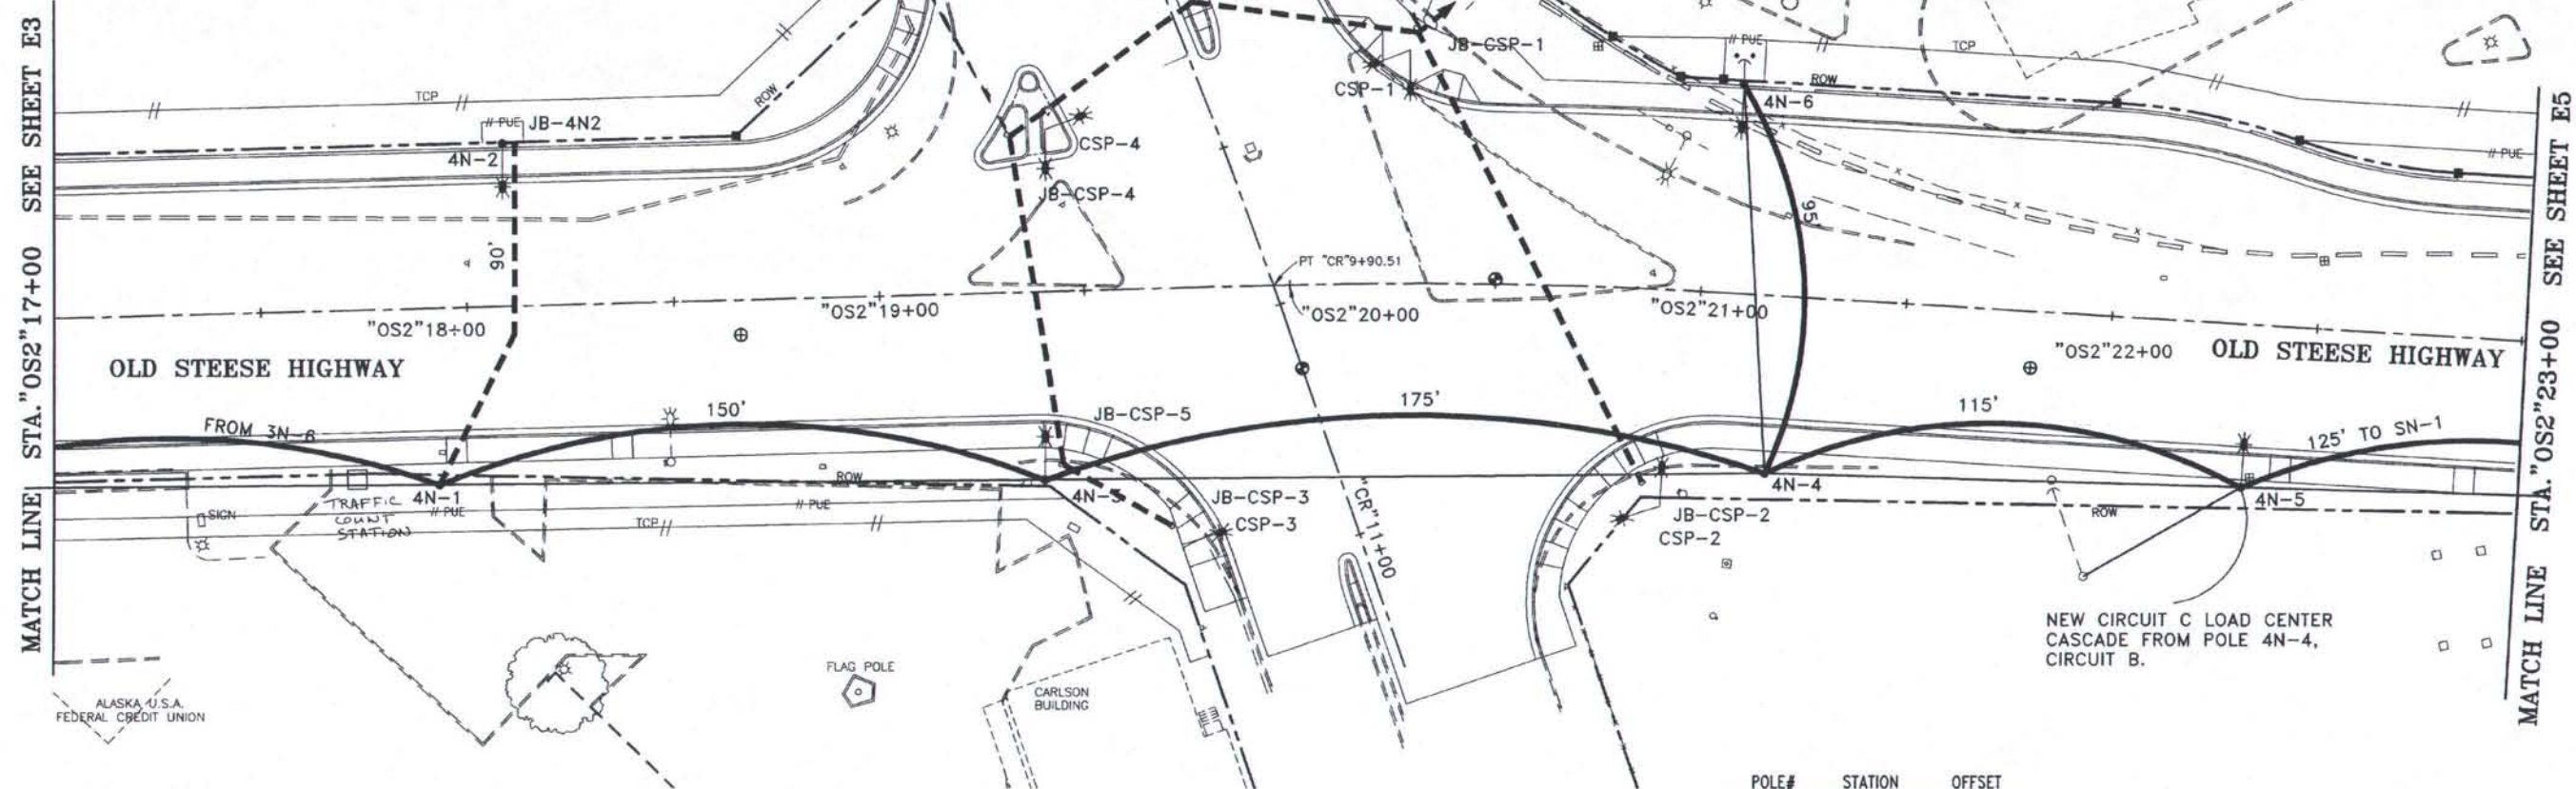 MATCH LINE STA."OS2"17+00 SEE SHEET E3
TCP
//
//
ROW
//
// PUE
JB-4N2
4N-2
90'
"OS2"18+00
OLD STEESE HIGHWAY
FROM 3N-6
150'
4N-1
// PUE
TRAFFIC
COUNT
STATION
SIGN
TCP //
// PUE
//
ROW
"OS2"19+00
CSP-4
JB-CSP-4
JB-CSP-5
JB-CSP-3
CSP-3
//
PT "CR"9+90.51
"OS2"20+00
175'
"CR"11+00
JB-CSP-1
CSP-1
// PUE
//
TCP
ROW
4N-6
95'
"OS2"21+00
"OS2"22+00
OLD STEESE HIGHWAY
//
//
// PUE
115'
125' TO SN-1
4N-4
4N-5
ROW
JB-CSP-2
CSP-2
NEW CIRCUIT C LOAD CENTER
CASCADE FROM POLE 4N-4,
CIRCUIT B.
ALASKA U.S.A.
FEDERAL CREDIT UNION
FLAG POLE
CARLSON
BUILDING
POLE# STATION OFFSET
MATCH LINE STA."OS2"23+00 SEE SHEET E5